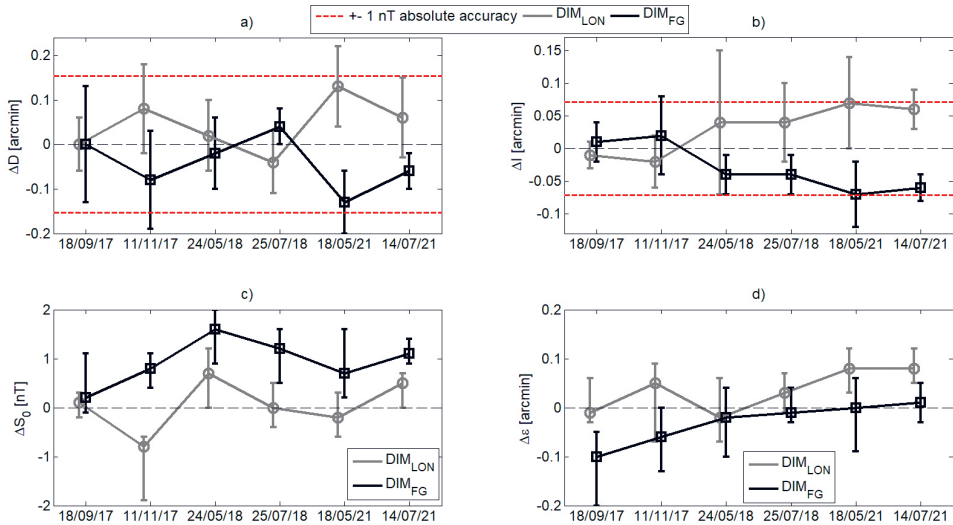 +- 1 nT absolute accuracy DIM_LON DIM_FG
a)
ΔD [arcmin]
0.2
0.1
0
-0.1
-0.2
18/09/17 11/11/17 24/05/18 25/07/18 18/05/21 14/07/21
b)
ΔI [arcmin]
0.15
0.1
0.05
0
-0.05
-0.1
18/09/17 11/11/17 24/05/18 25/07/18 18/05/21 14/07/21
c)
ΔS_0 [nT]
2
1
0
-1
-2
DIM_LON
DIM_FG
18/09/17 11/11/17 24/05/18 25/07/18 18/05/21 14/07/21
d)
Δε [arcmin]
0.2
0.1
0
-0.1
-0.2
DIM_LON
DIM_FG
18/09/17 11/11/17 24/05/18 25/07/18 18/05/21 14/07/21